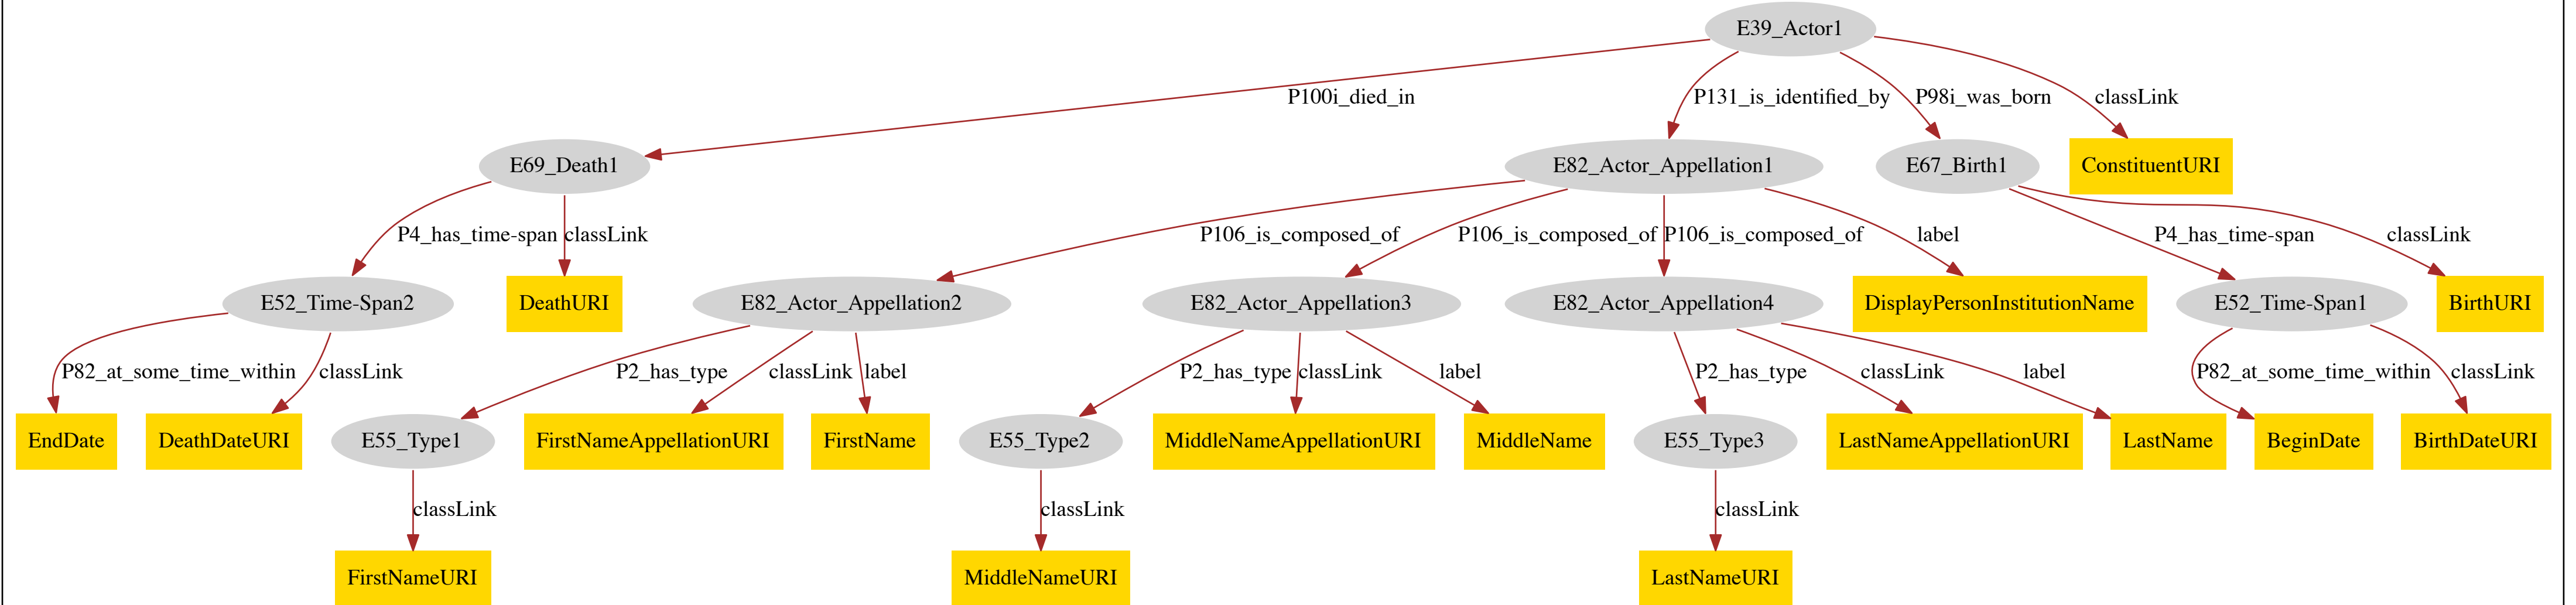 E39_Actor1
P100i_died_in
P131_is_identified_by
P98i_was_born
classLink
E69_Death1
E82_Actor_Appellation1
E67_Birth1
ConstituentURI
P4_has_time-span
classLink
P106_is_composed_of
P106_is_composed_of
P106_is_composed_of
label
P4_has_time-span
classLink
E52_Time-Span2
DeathURI
E82_Actor_Appellation2
E82_Actor_Appellation3
E82_Actor_Appellation4
DisplayPersonInstitutionName
E52_Time-Span1
BirthURI
P82_at_some_time_within
classLink
P2_has_type
classLink
label
P2_has_type
classLink
label
P2_has_type
classLink
label
P82_at_some_time_within
classLink
EndDate
DeathDateURI
E55_Type1
FirstNameAppellationURI
FirstName
E55_Type2
MiddleNameAppellationURI
MiddleName
E55_Type3
LastNameAppellationURI
LastName
BeginDate
BirthDateURI
classLink
classLink
classLink
FirstNameURI
MiddleNameURI
LastNameURI